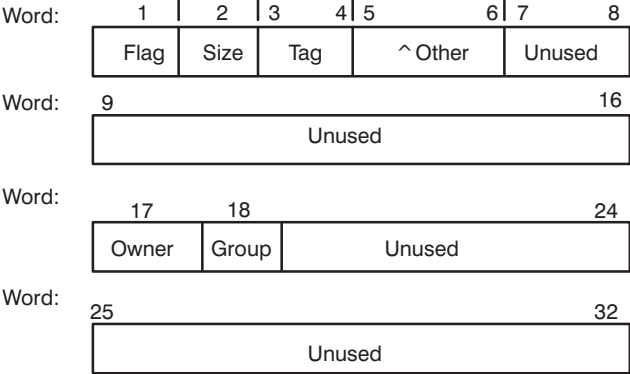 Word: 1 2 3 4 5 6 7 8
Flag Size Tag ^Other Unused
Word: 9 16
Unused
Word: 17 18 24
Owner Group Unused
Word: 25 32
Unused